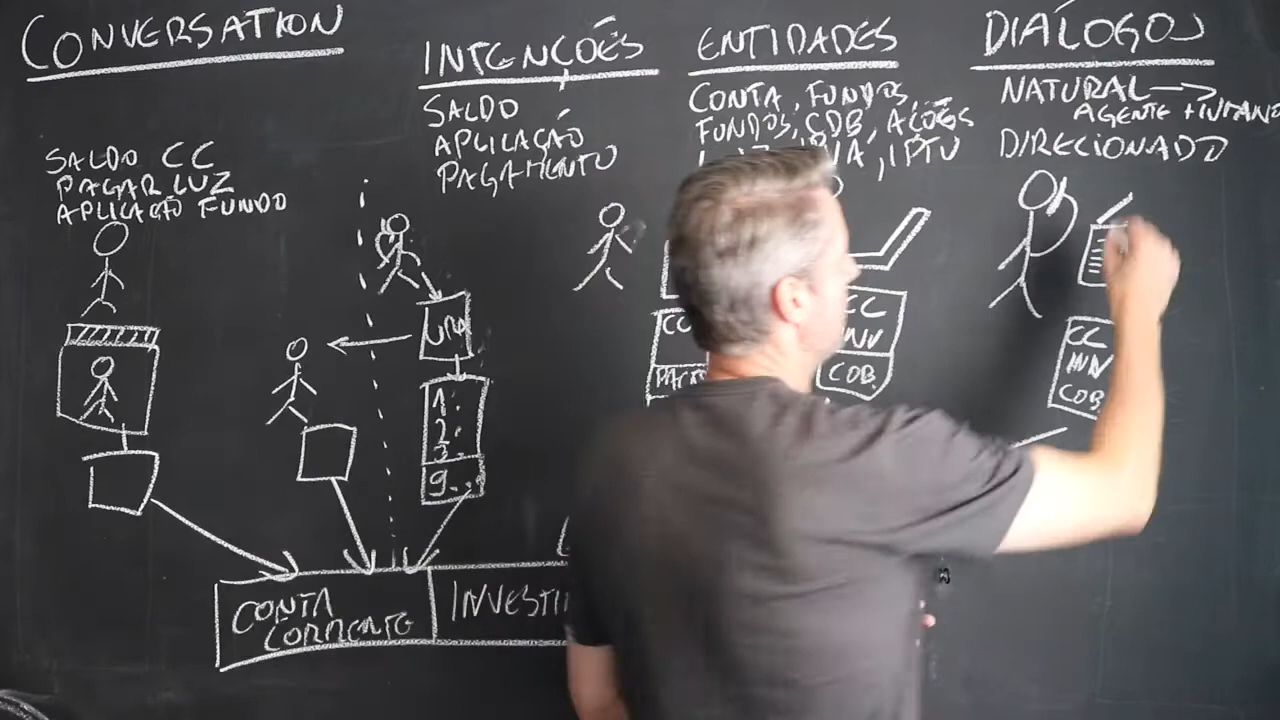 CONVERSATION
SALDO CC
PAGAR LUZ
APLICAÇÃO FUNDO
INTENÇÕES
SALDO
APLICAÇÃO
PAGAMENTO
ENTIDADES
CONTA, FUNDOS,
FUNDOS, CDB, AÇÕES
, IPTU
DIÁLOGOS
NATURAL
AGENTE + HUMANO
DIRECIONADO
URA
1.
2.
3.
9...
CC
INV
COB.
CC
INV
COB
CONTA
CORRENTE
INVESTI